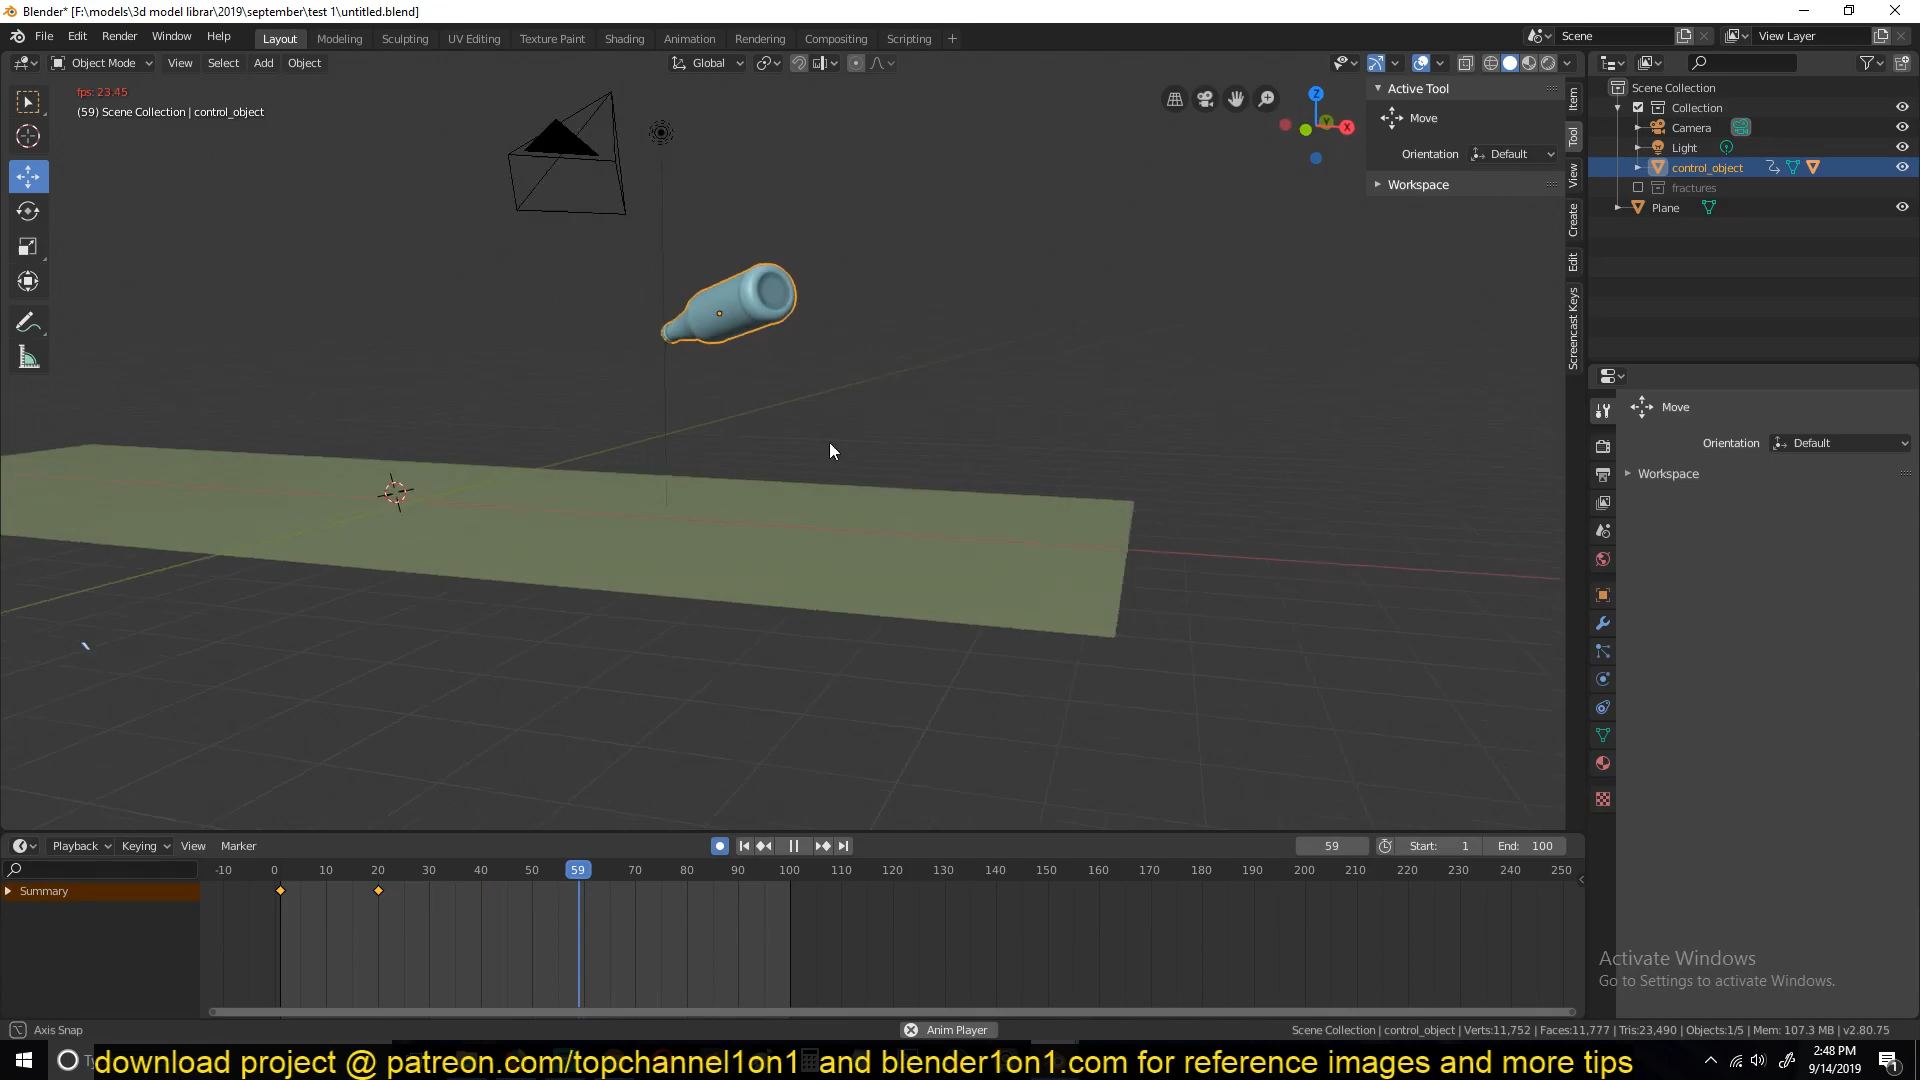 Blender* [F:\models\3d model librar\2019\september\test 1\untitled.blend]
File Edit Render Window Help
Layout Modeling Sculpting UV Editing Texture Paint Shading Animation Rendering Compositing Scripting +
Scene
View Layer
Object Mode View Select Add Object
Global
fps: 23.45
(59) Scene Collection | control_object
Z
Y
X
Active Tool
Move
Orientation Default
Workspace
Item
Tool
View
Create
Edit
Screencast Keys
Scene Collection
Collection
Camera
Light
control_object
fractures
Plane
Move
Orientation Default
Workspace
Playback Keying View Marker
59
Start: 1
End: 100
-10 0 10 20 30 40 50 59 70 80 90 100 110 120 130 140 150 160 170 180 190 200 210 220 230 240 250
Summary
Activate Windows
Go to Settings to activate Windows.
Axis Snap
Anim Player
Scene Collection | control_object | Verts:11,752 | Faces:11,777 | Tris:23,490 | Objects:1/5 | Mem: 107.3 MB | v2.80.75
download project @ patreon.com/topchannel1on1 and blender1on1.com for reference images and more tips
2:48 PM
9/14/2019
1